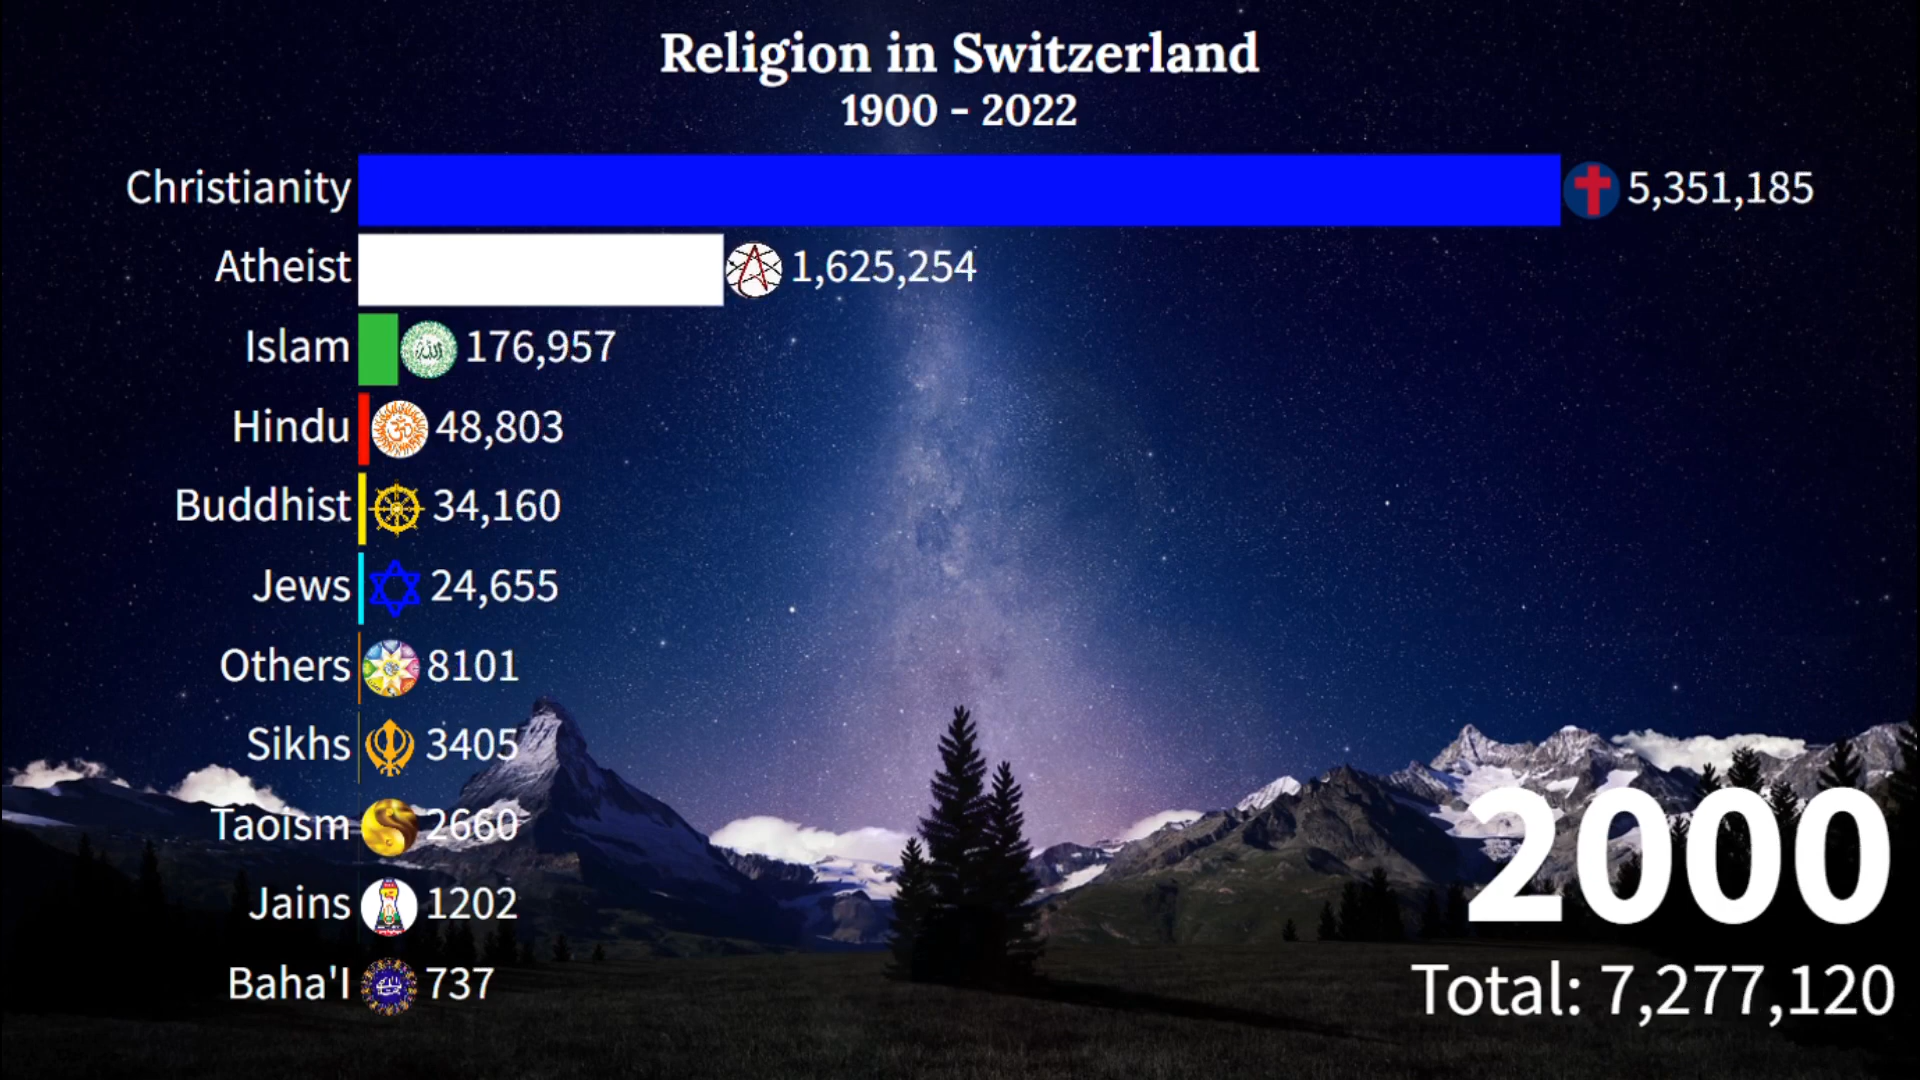 Religion in Switzerland
1900 - 2022
Christianity 5,351,185
Atheist 1,625,254
Islam 176,957
Hindu 48,803
Buddhist 34,160
Jews 24,655
Others 8101
Sikhs 3405
Taoism 2660
Jains 1202
Baha'I 737
2000
Total: 7,277,120